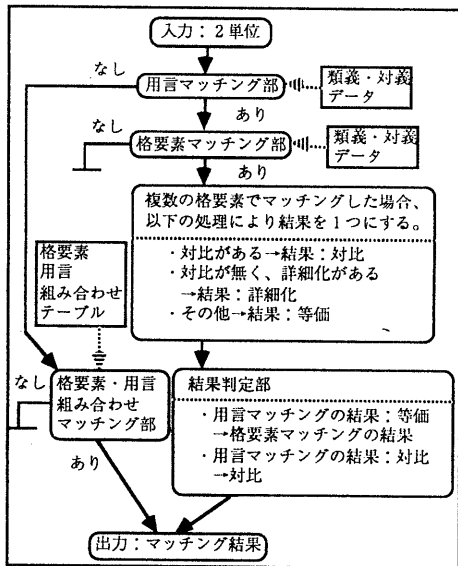 入力：2単位
なし
用言マッチング部
類義・対義
データ
あり
なし
格要素マッチング部
類義・対義
データ
あり
複数の格要素でマッチングした場合、
以下の処理により結果を1つにする。
・対比がある→結果：対比
・対比が無く、詳細化がある
→結果：詳細化
・その他→結果：等価
格要素
用言
組み合わせ
テーブル
なし
格要素・用言
組み合わせ
マッチング部
あり
結果判定部
・用言マッチングの結果：等価
→格要素マッチングの結果
・用言マッチングの結果：対比
→対比
出力：マッチング結果